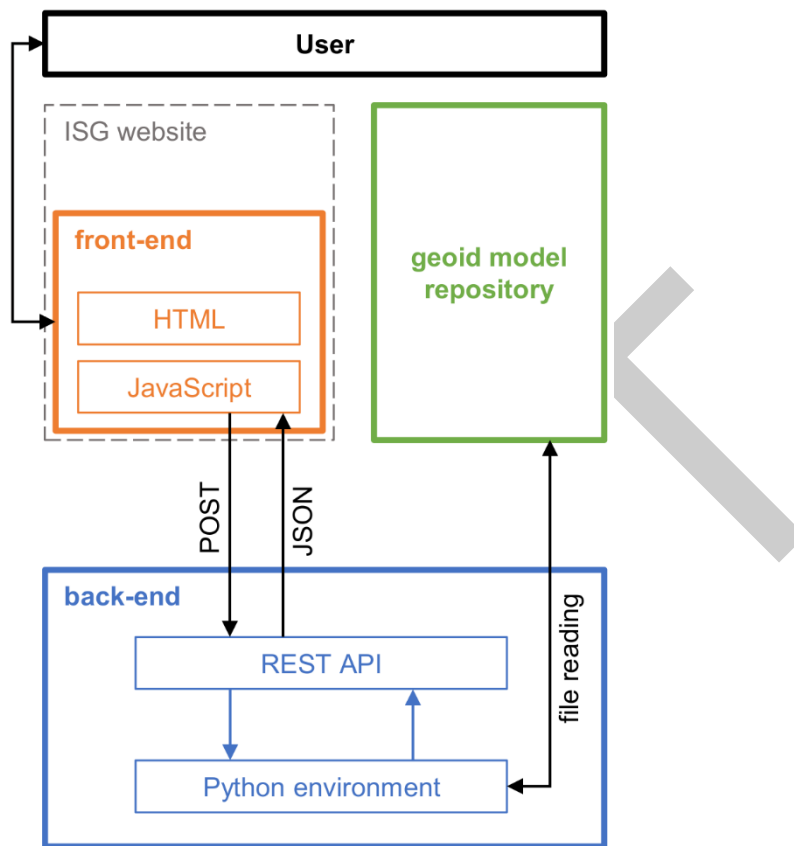 User
ISG website
front-end
HTML
JavaScript
geoid model
repository
POST
JSON
file reading
back-end
REST API
Python environment